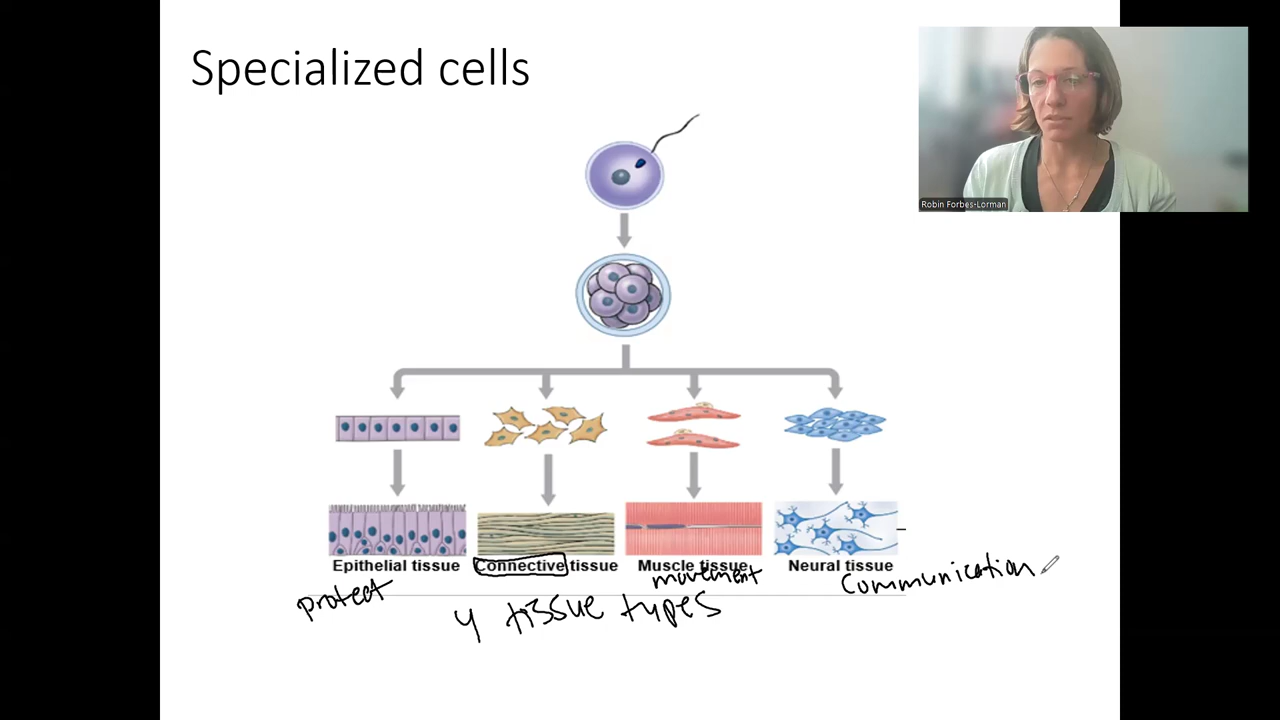 Specialized cells
Robin Forbes-Lorman
Epithelial tissue
Connective tissue
Muscle tissue
Neural tissue
protect
movement
communication
4 tissue types